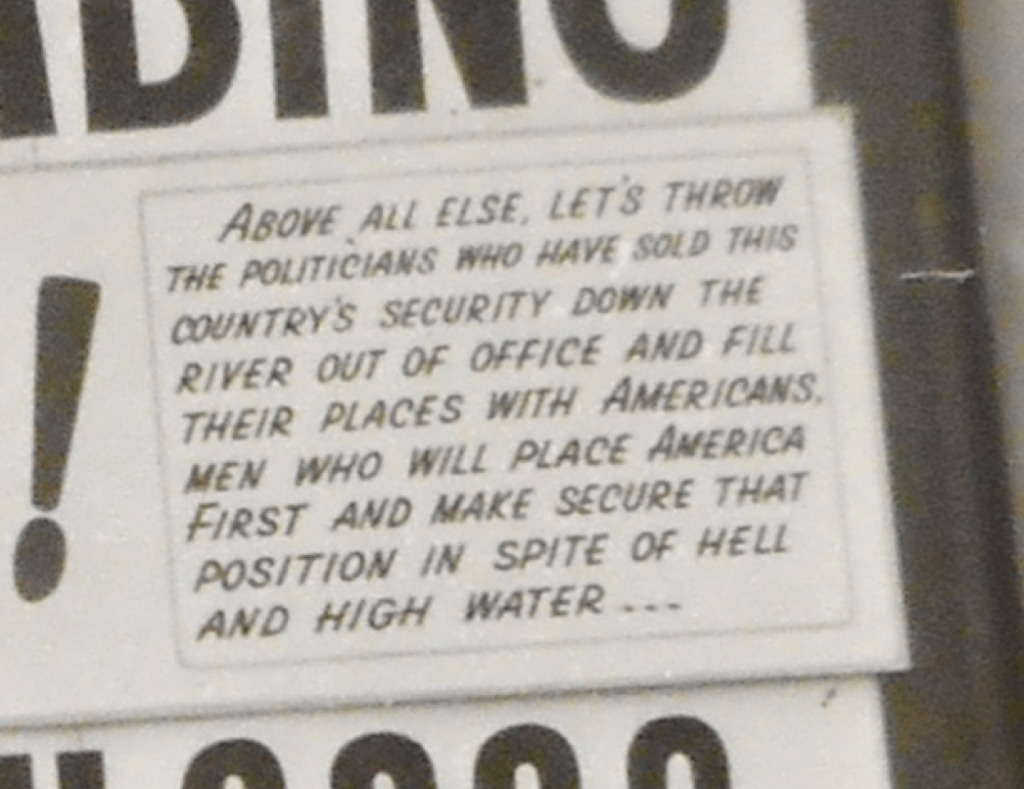 !
ABOVE ALL ELSE, LET'S THROW
THE POLITICIANS WHO HAVE SOLD THIS
COUNTRY'S SECURITY DOWN THE
RIVER OUT OF OFFICE AND FILL
THEIR PLACES WITH AMERICANS,
MEN WHO WILL PLACE AMERICA
FIRST AND MAKE SECURE THAT
POSITION IN SPITE OF HELL
AND HIGH WATER ...